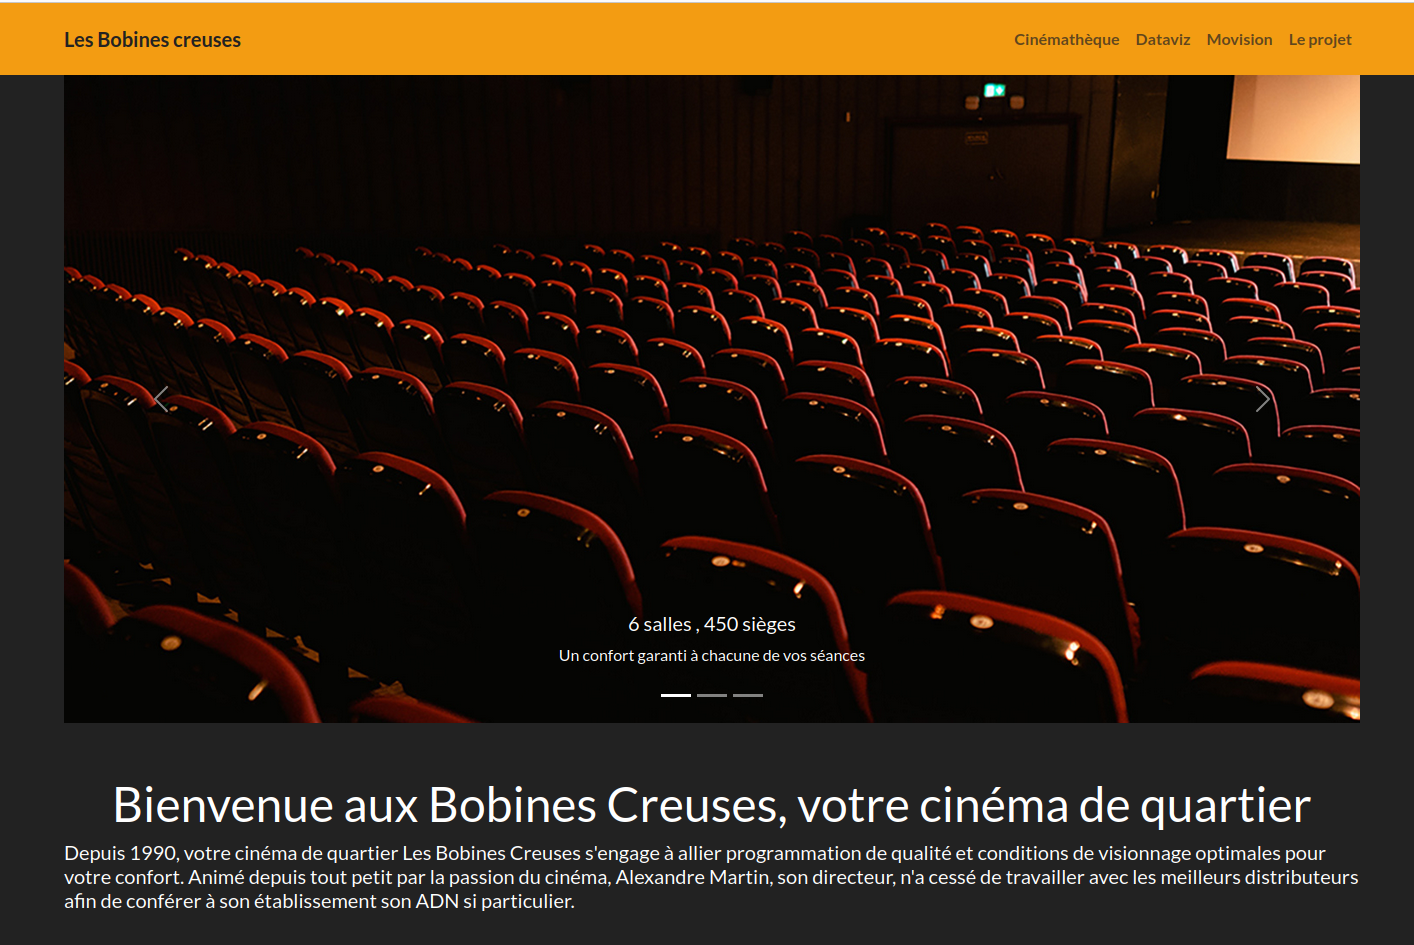 Les Bobines creuses
Cinémathèque Dataviz Movision Le projet
6 salles , 450 sièges
Un confort garanti à chacune de vos séances
Bienvenue aux Bobines Creuses, votre cinéma de quartier
Depuis 1990, votre cinéma de quartier Les Bobines Creuses s'engage à allier programmation de qualité et conditions de visionnage optimales pour
votre confort. Animé depuis tout petit par la passion du cinéma, Alexandre Martin, son directeur, n'a cessé de travailler avec les meilleurs distributeurs
afin de conférer à son établissement son ADN si particulier.